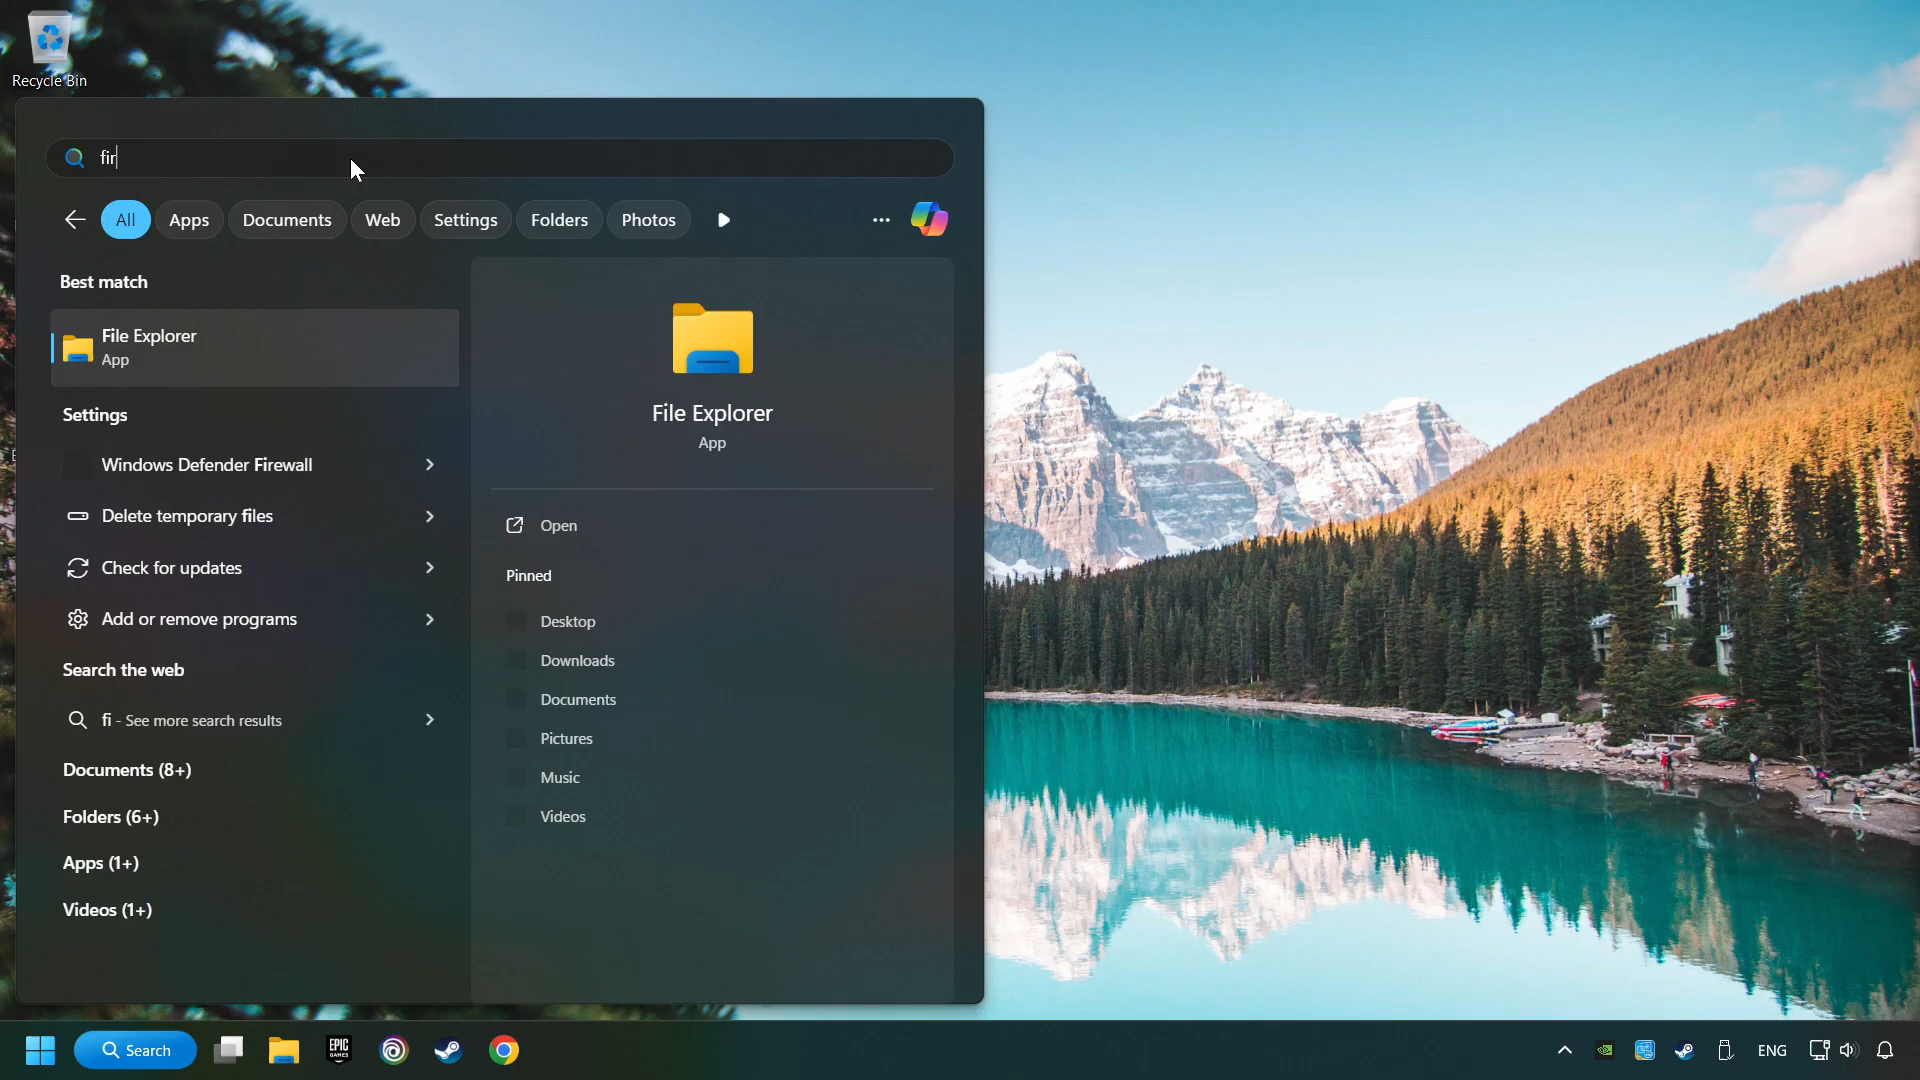 Recycle Bin
fir
All
Apps
Documents
Web
Settings
Folders
Photos
Best match
File Explorer
App
Settings
Windows Defender Firewall
Delete temporary files
Check for updates
Add or remove programs
Search the web
fi - See more search results
Documents (8+)
Folders (6+)
Apps (1+)
Videos (1+)
File Explorer
App
Open
Pinned
Desktop
Downloads
Documents
Pictures
Music
Videos
Search
EPIC
GAMES
ENG